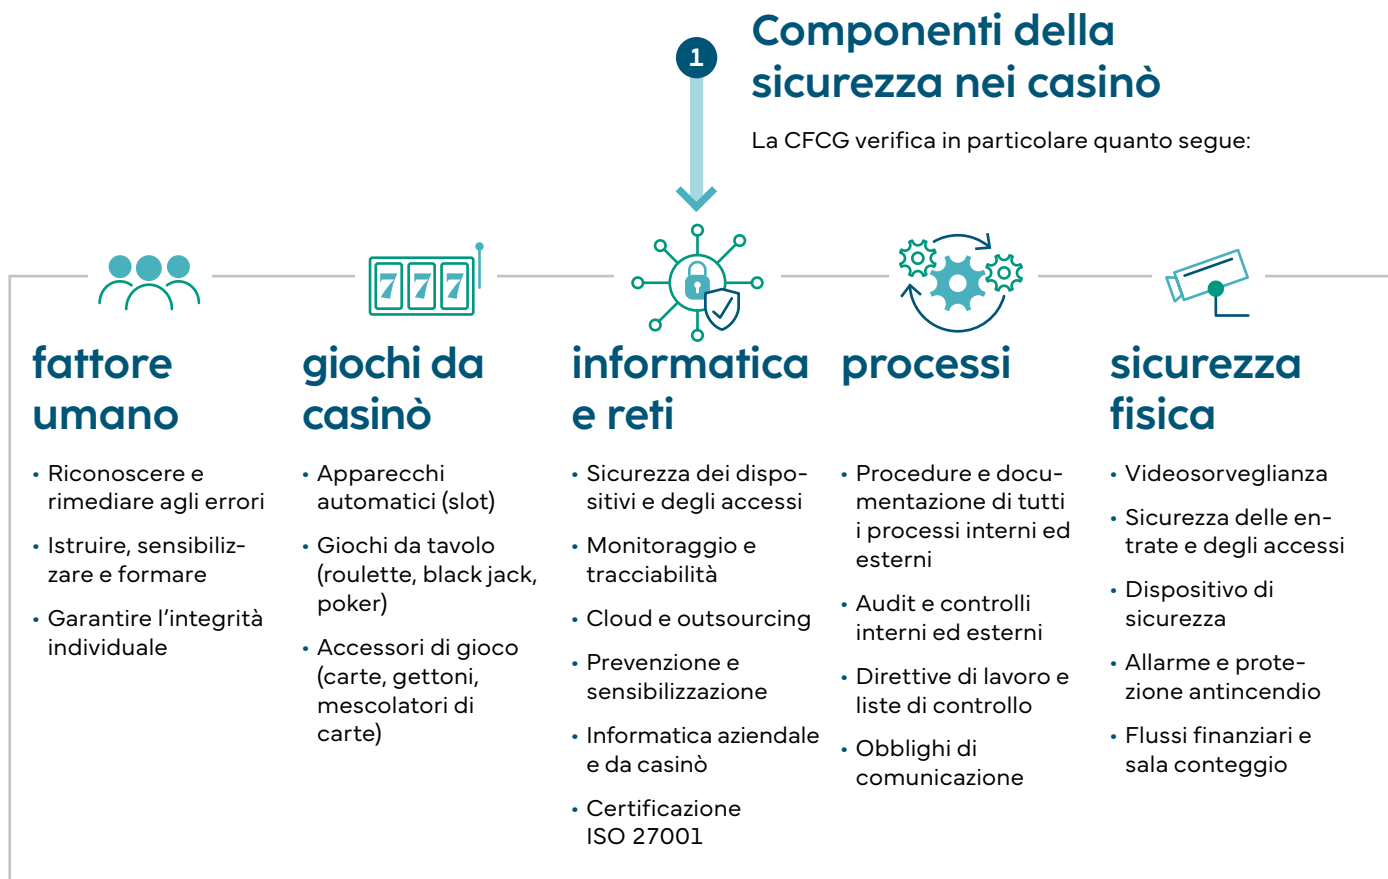 1
Componenti della
sicurezza nei casinò
La CFCG verifica in particolare quanto segue:
777
fattore
umano
• Riconoscere e
rimediare agli errori
• Istruire, sensibiliz-
zare e formare
• Garantire l’integrità
individuale
giochi da
casinò
• Apparecchi
automatici (slot)
• Giochi da tavolo
(roulette, black jack,
poker)
• Accessori di gioco
(carte, gettoni,
mescolatori di
carte)
informatica
e reti
• Sicurezza dei dispo-
sitivi e degli accessi
• Monitoraggio e
tracciabilità
• Cloud e outsourcing
• Prevenzione e
sensibilizzazione
• Informatica aziendale
e da casinò
• Certificazione
ISO 27001
processi
• Procedure e docu-
mentazione di tutti
i processi interni ed
esterni
• Audit e controlli
interni ed esterni
• Direttive di lavoro e
liste di controllo
• Obblighi di
comunicazione
sicurezza
fisica
• Videosorveglianza
• Sicurezza delle en-
trate e degli accessi
• Dispositivo di
sicurezza
• Allarme e prote-
zione antincendio
• Flussi finanziari e
sala conteggio